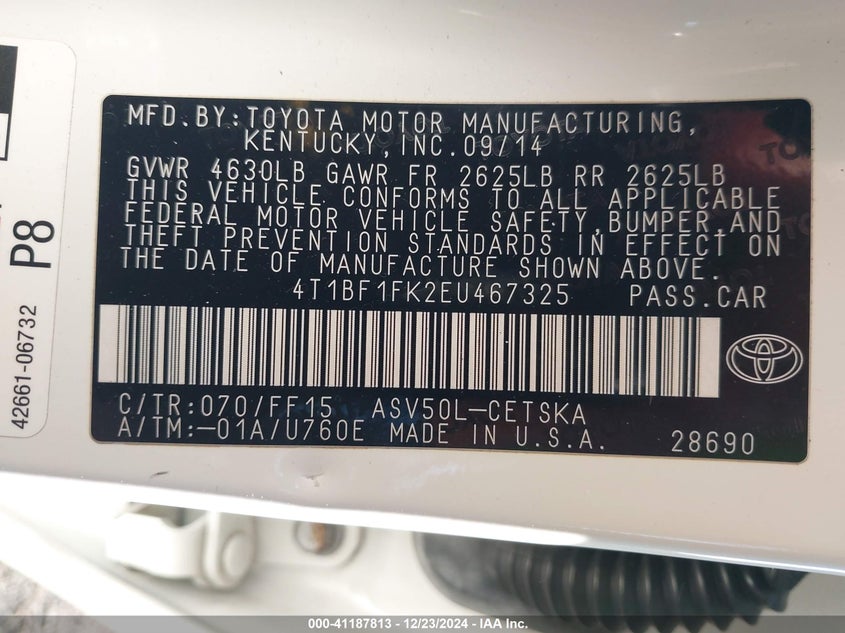 MFD.BY:TOYOTA MOTOR MANUFACTURING,
KENTUCKY, INC.09/14
GVWR 4630LB GAWR FR 2625LB RR 2625LB
THIS VEHICLE CONFORMS TO ALL APPLICABLE
FEDERAL MOTOR VEHICLE SAFETY,BUMPER,AND
THEFT PREVENTION STANDARDS IN EFFECT ON
THE DATE OF MANUFACTURE SHOWN ABOVE.
4T1BF1FK2EU467325 PASS.CAR
C/TR:070/FF15 ASV50L-CETSKA
A/TM:-01A/U760E MADE IN U.S.A. 28690
P8
42661-06732
000-41187813 - 12/23/2024 - IAA Inc.